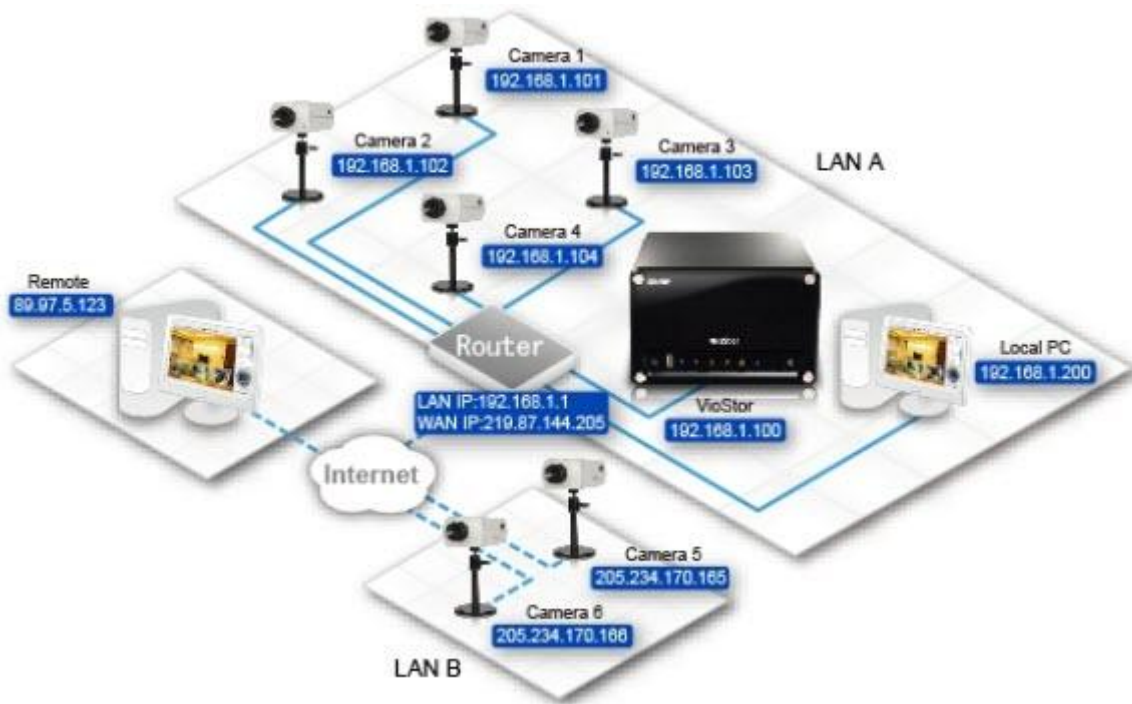 Camera 1
192.168.1.101
Camera 2
192.168.1.102
Camera 3
192.168.1.103
LAN A
Camera 4
192.168.1.104
Remote
89.97.5.123
Router
Local PC
192.168.1.200
LAN IP:192.168.1.1
WAN IP:219.87.144.205
VioStor
192.168.1.100
Internet
Camera 5
205.234.170.165
Camera 6
205.234.170.166
LAN B